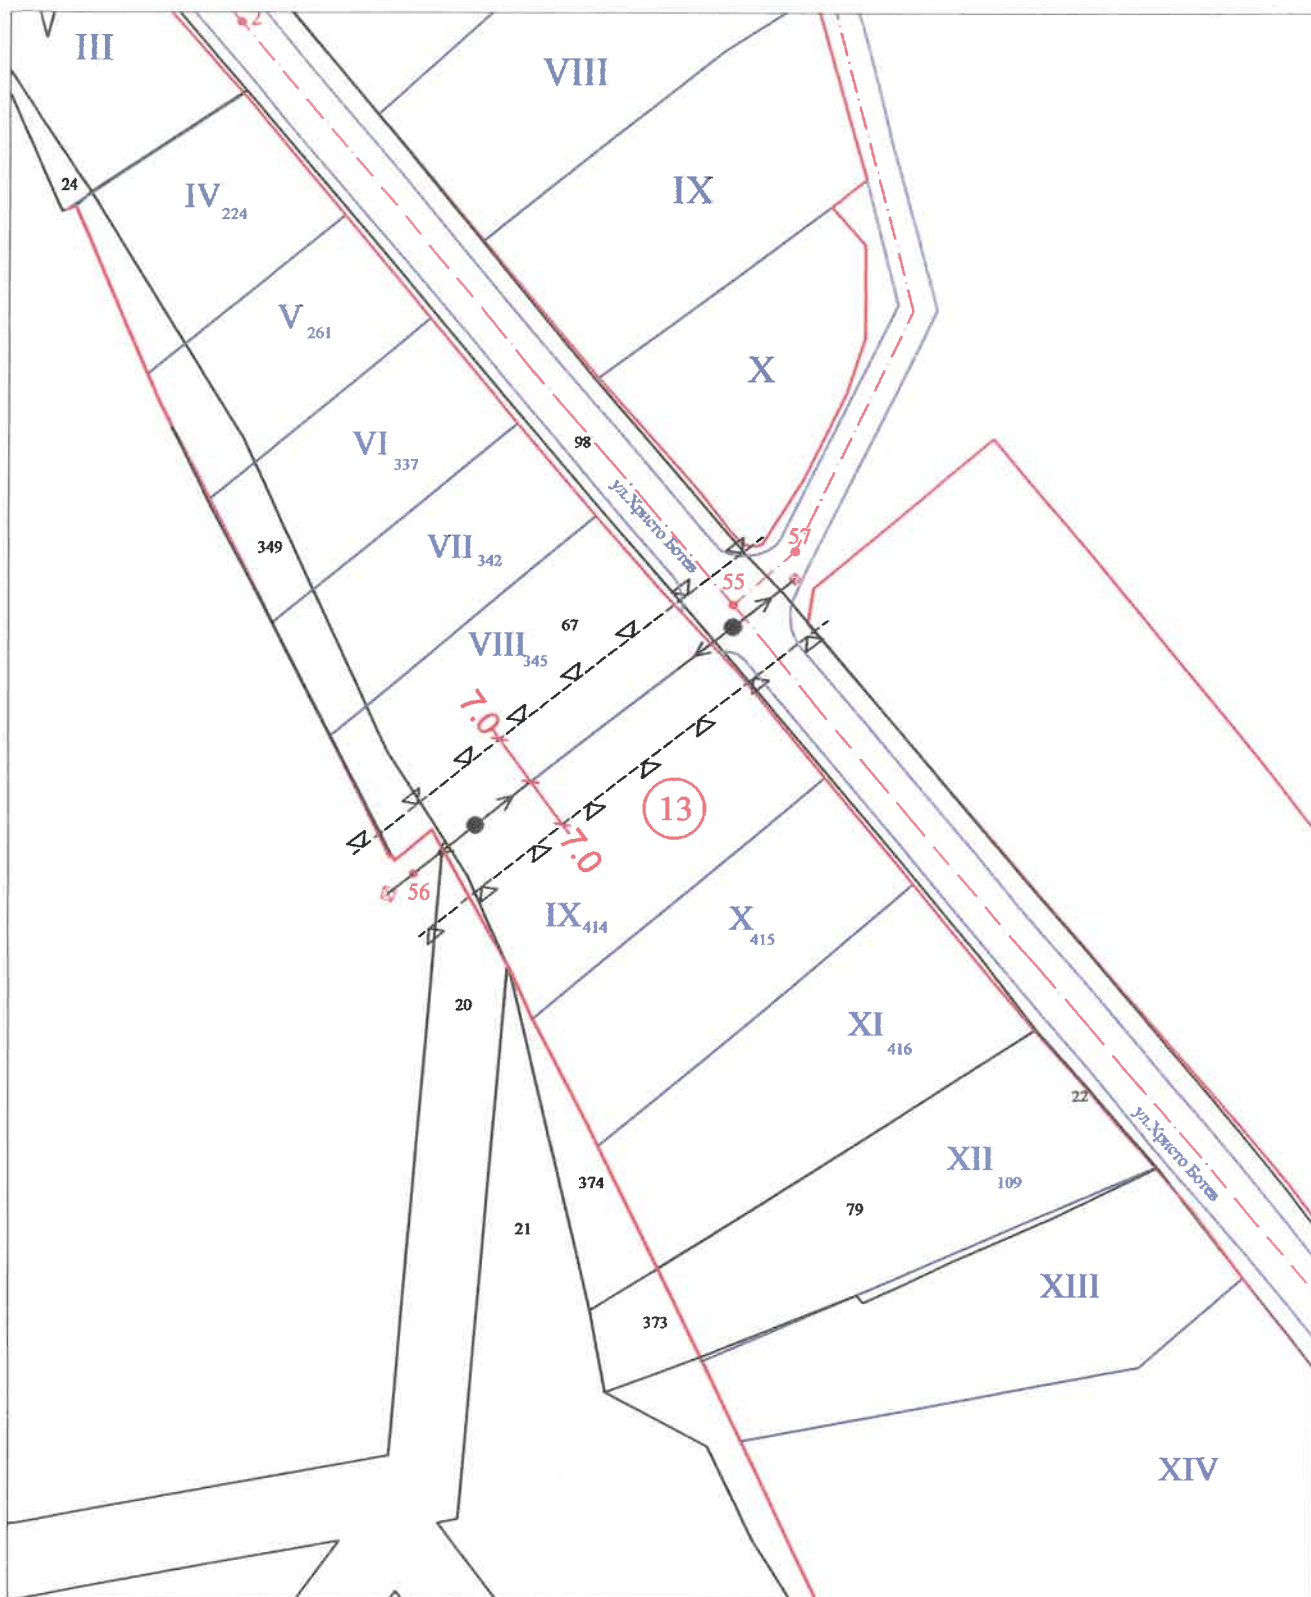 2
III
VIII
24
IV 224
IX
V 261
X
VI 337
98
ул.Христо Ботев
349
VII 342
57
55
67
VIII 345
7.0
13
7.0
56
IX 414
X 415
20
XI 416
22
ул.Христо Ботев
XII 109
374
79
21
XIII
373
XIV